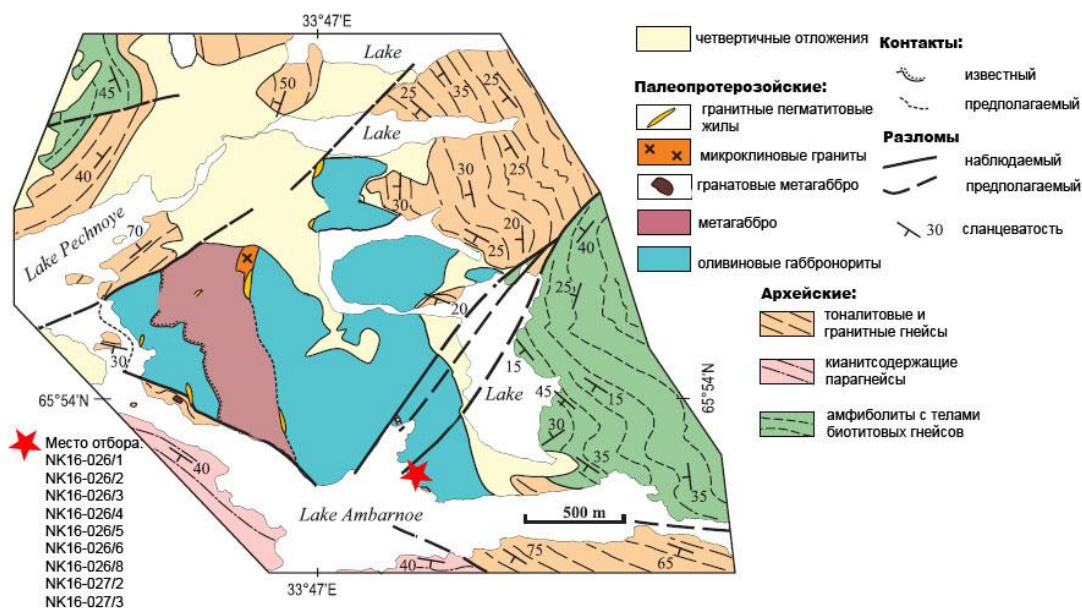 33°47'E
Lake
50
25
35
25
45
25
Lake
40
30
30
20
25
70
Lake Pechnoye
40
25
20
30
15
Lake
45
15
30
35
35
65°54'N
65°54'N
40
Lake Ambarnoe
500 m
75
65
40
33°47'E
Место отбора:
NK16-026/1
NK16-026/2
NK16-026/3
NK16-026/4
NK16-026/5
NK16-026/6
NK16-026/8
NK16-027/2
NK16-027/3
четвертичные отложения
Палеопротерозойские:
гранитные пегматитовые
жилы
микроклиновые граниты
гранатовые метагаббро
метагаббро
оливиновые габбронориты
Контакты:
известный
предполагаемый
Разломы
наблюдаемый
предполагаемый
30 сланцеватость
Архейские:
тоналитовые и
гранитные гнейсы
кианитсодержащие
парагнейсы
амфиболиты с телами
биотитовых гнейсов